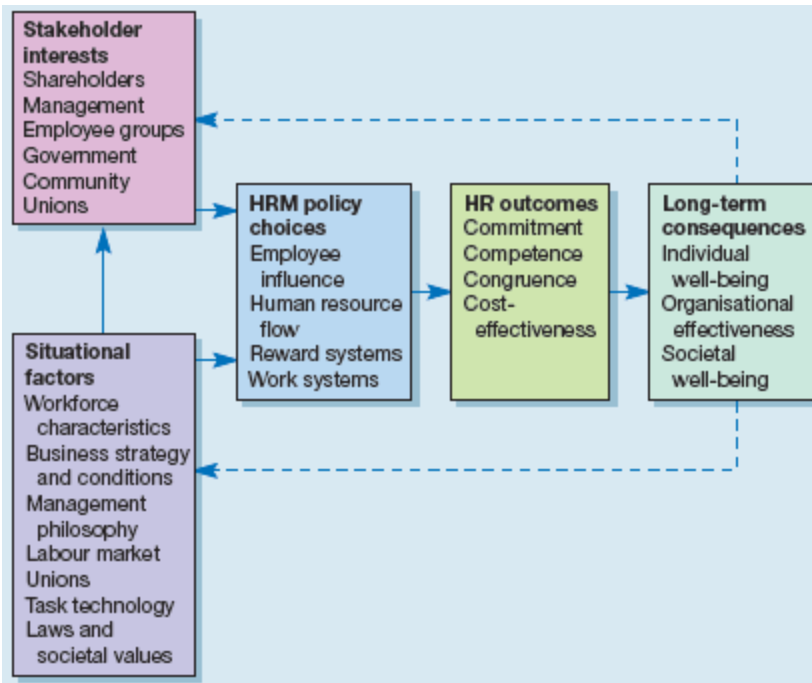 Stakeholder
interests
Shareholders
Management
Employee groups
Government
Community
Unions
HRM policy
choices
Employee
influence
Human resource
flow
Reward systems
Work systems
HR outcomes
Commitment
Competence
Congruence
Cost-
effectiveness
Long-term
consequences
Individual
well-being
Organisational
effectiveness
Societal
well-being
Situational
factors
Workforce
characteristics
Business strategy
and conditions
Management
philosophy
Labour market
Unions
Task technology
Laws and
societal values